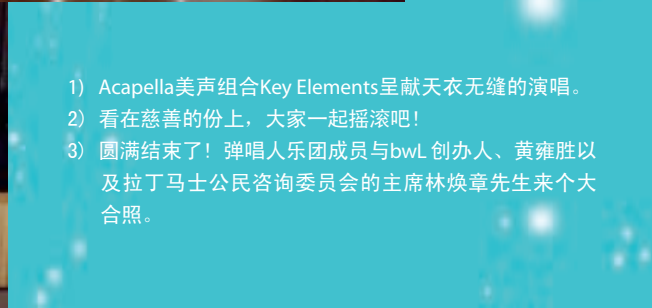 1) Acapella美声组合Key Elements呈献天衣无缝的演唱。
2) 看在慈善的份上，大家一起摇滚吧！
3) 圆满结束了！弹唱人乐团成员与bwL 创办人、黄雍胜以
及拉丁马士公民咨询委员会的主席林焕章先生来个大
合照。